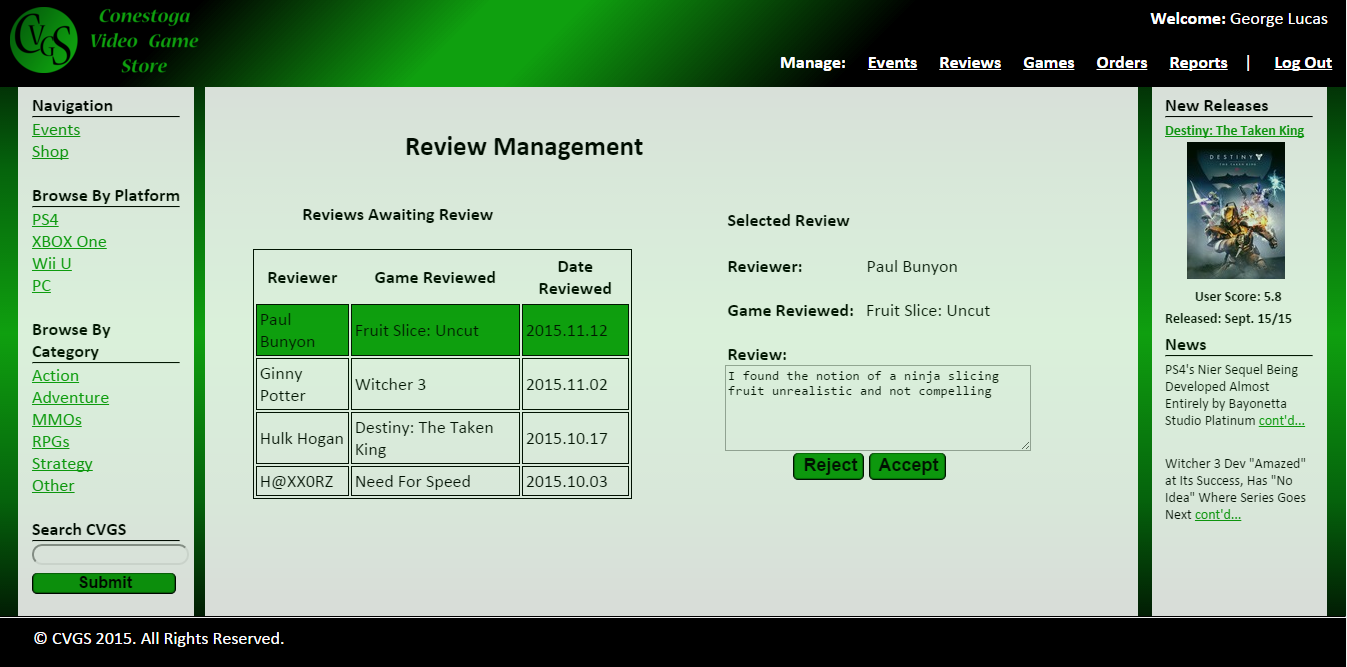 CVGS
Conestoga
Video Game
Store
Welcome: George Lucas
Manage: Events Reviews Games Orders Reports | Log Out
Navigation
Events
Shop
Browse By Platform
PS4
XBOX One
Wii U
PC
Browse By
Category
Action
Adventure
MMOs
RPGs
Strategy
Other
Search CVGS
Submit
Review Management
Reviews Awaiting Review
Reviewer Game Reviewed Date
Reviewed
Paul
Bunyon Fruit Slice: Uncut 2015.11.12
Ginny
Potter Witcher 3 2015.11.02
Hulk Hogan Destiny: The Taken
King 2015.10.17
H@XX0RZ Need For Speed 2015.10.03
Selected Review
Reviewer: Paul Bunyon
Game Reviewed: Fruit Slice: Uncut
Review:
I found the notion of a ninja slicing
fruit unrealistic and not compelling
Reject Accept
New Releases
Destiny: The Taken King
DESTINY
THE TAKEN KING
User Score: 5.8
Released: Sept. 15/15
News
PS4's Nier Sequel Being
Developed Almost
Entirely by Bayonetta
Studio Platinum cont'd...
Witcher 3 Dev "Amazed"
at Its Success, Has "No
Idea" Where Series Goes
Next cont'd...
© CVGS 2015. All Rights Reserved.